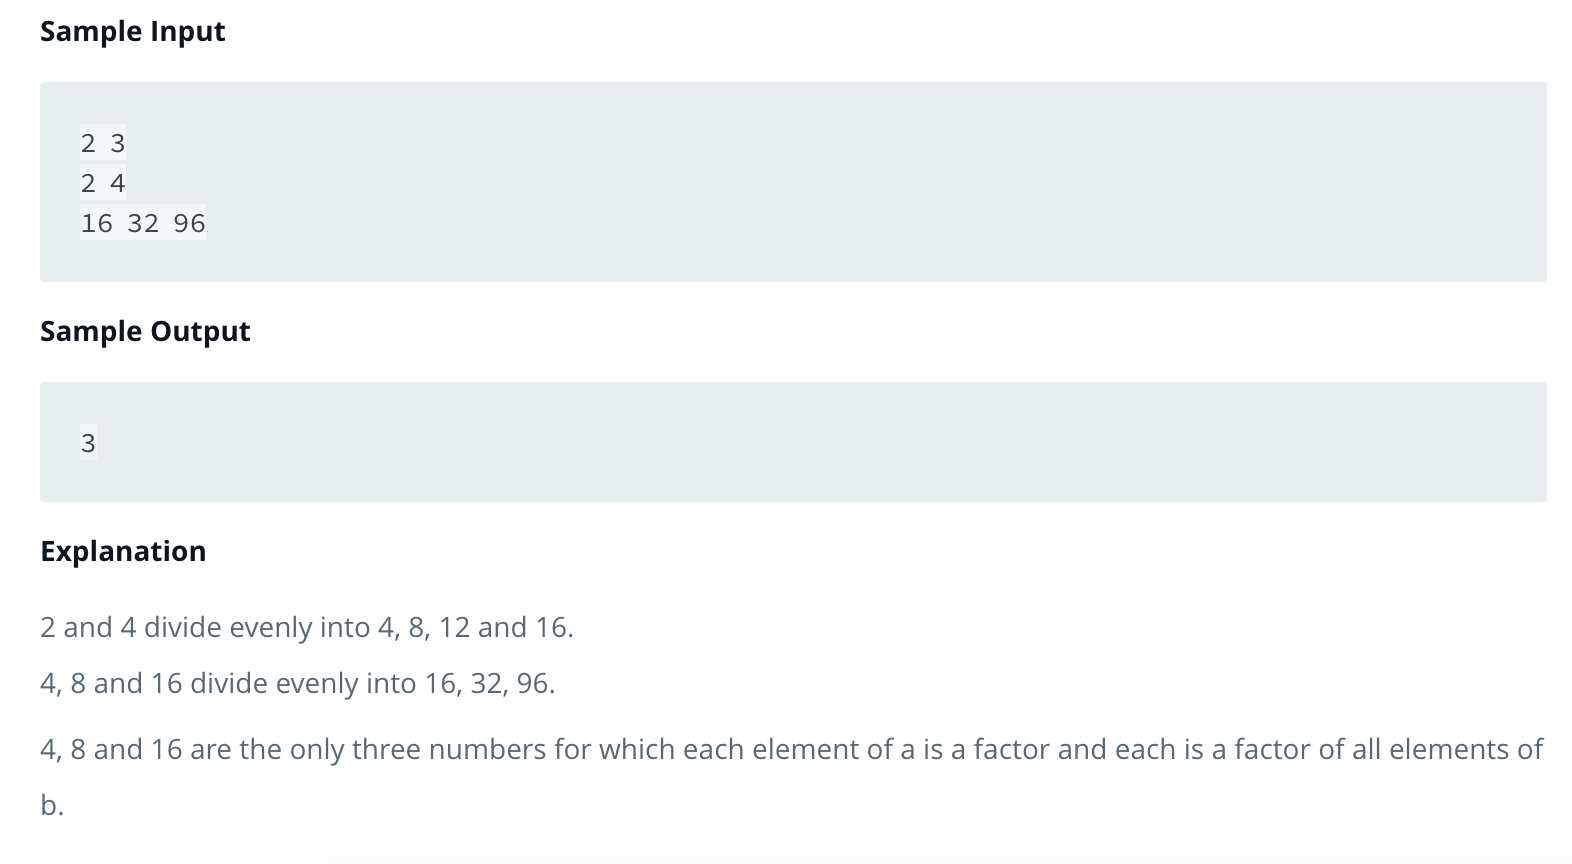 Sample Input
2 3
2 4
16 32 96
Sample Output
3
Explanation
2 and 4 divide evenly into 4, 8, 12 and 16.
4, 8 and 16 divide evenly into 16, 32, 96.
4, 8 and 16 are the only three numbers for which each element of a is a factor and each is a factor of all elements of
b.